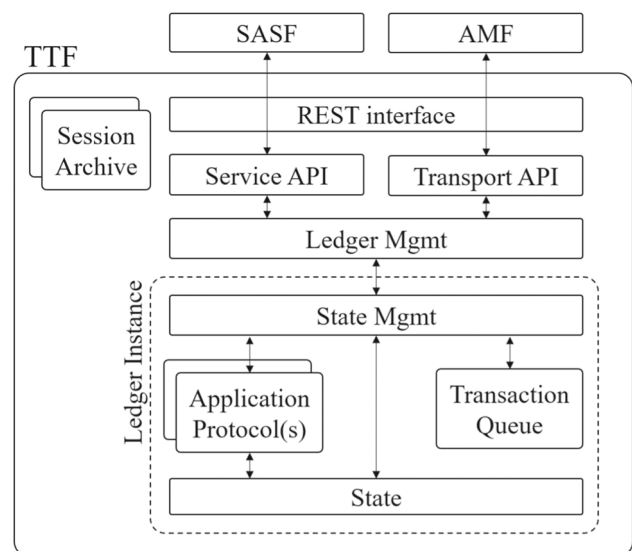 SASF
AMF
TTF
REST interface
Session
Archive
Service API
Transport API
Ledger Mgmt
Ledger Instance
State Mgmt
Application
Protocol(s)
Transaction
Queue
State